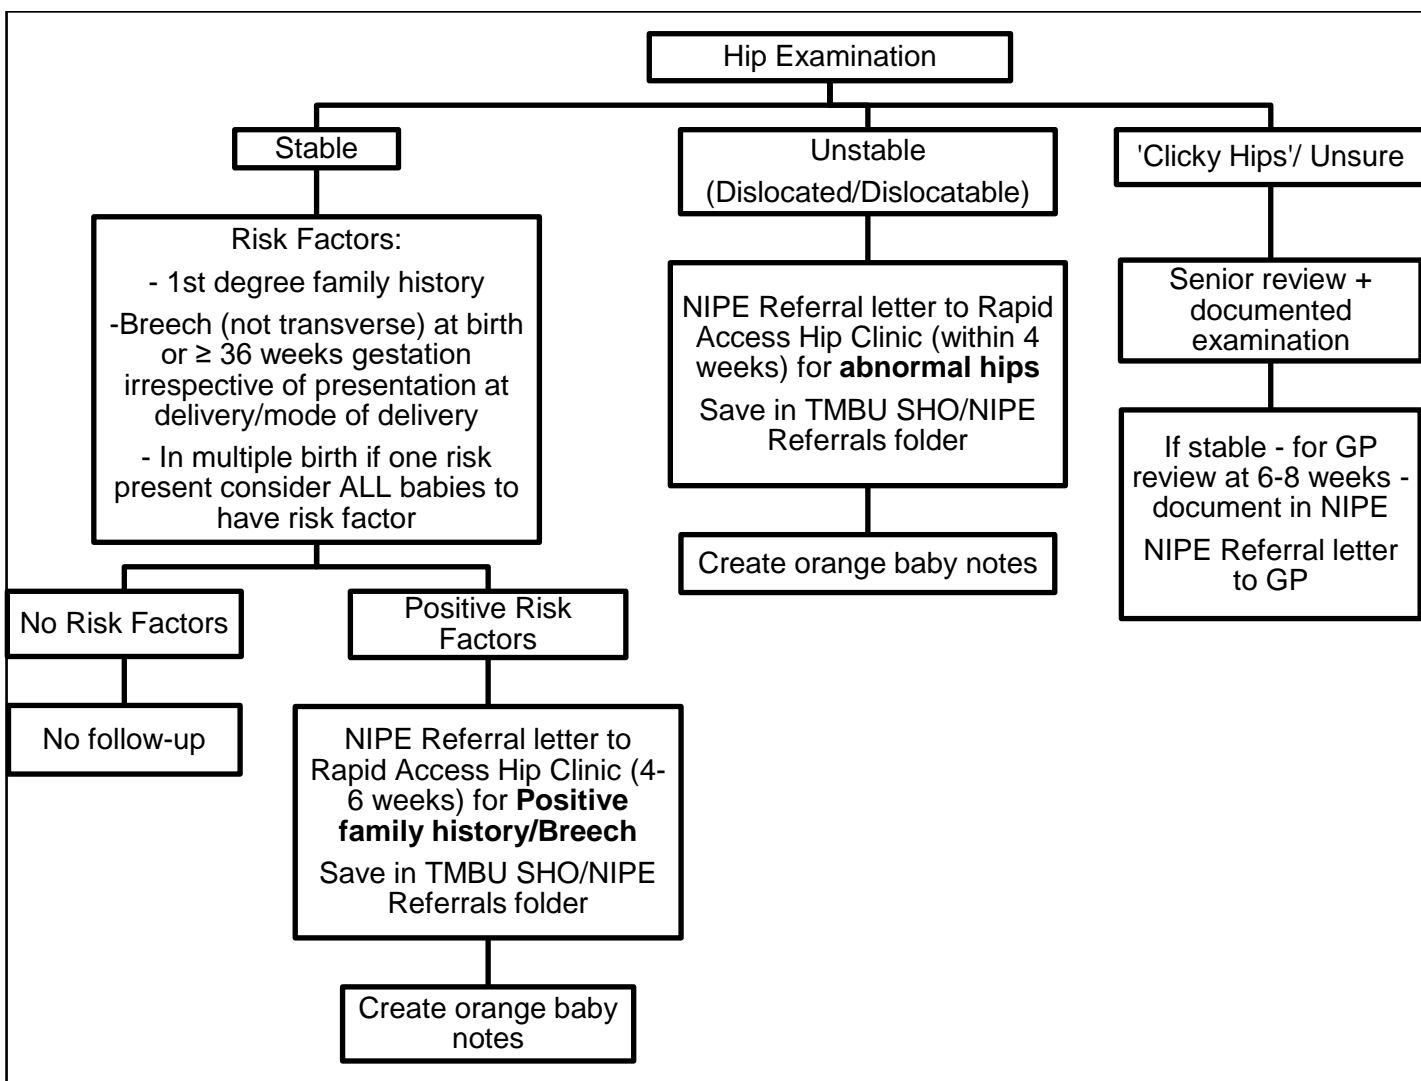 Hip Examination
Stable
Unstable
(Dislocated/Dislocatable)
'Clicky Hips'/ Unsure
Risk Factors:
- 1st degree family history
-Breech (not transverse) at birth
or ≥ 36 weeks gestation
irrespective of presentation at
delivery/mode of delivery
- In multiple birth if one risk
present consider ALL babies to
have risk factor
NIPE Referral letter to Rapid
Access Hip Clinic (within 4
weeks) for abnormal hips
Save in TMBU SHO/NIPE
Referrals folder
Senior review +
documented
examination
If stable - for GP
review at 6-8 weeks -
document in NIPE
NIPE Referral letter
to GP
Create orange baby notes
No Risk Factors
Positive Risk
Factors
No follow-up
NIPE Referral letter to
Rapid Access Hip Clinic (4-
6 weeks) for Positive
family history/Breech
Save in TMBU SHO/NIPE
Referrals folder
Create orange baby
notes